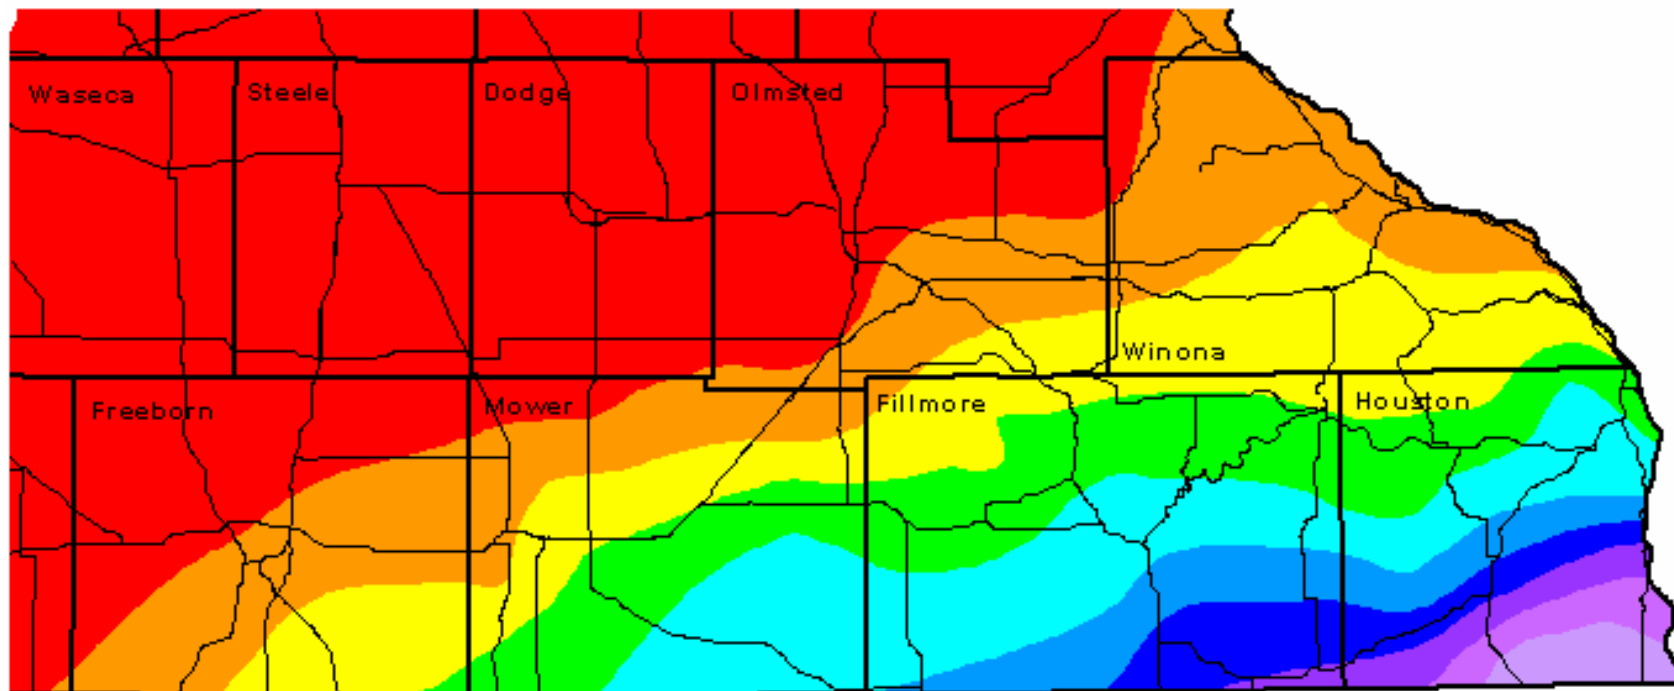 Waseca
Steele
Dodge
Olmsted
Winona
Freeborn
Mower
Fillmore
Houston